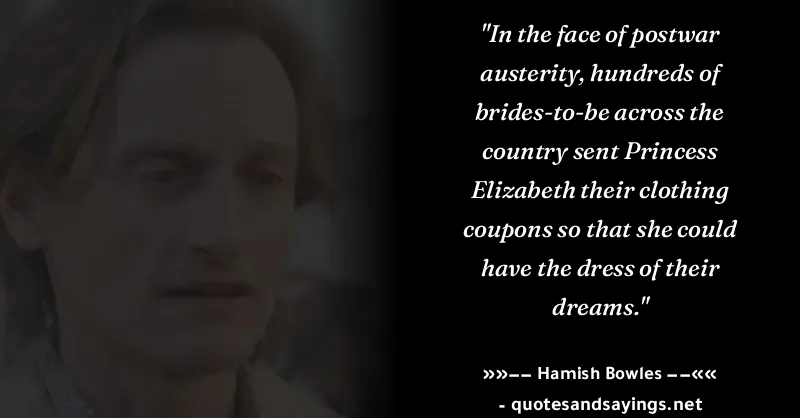 "In the face of postwar
austerity, hundreds of
brides-to-be across the
country sent Princess
Elizabeth their clothing
coupons so that she could
have the dress of their
dreams."
»»–– Hamish Bowles ––««
- quotesandsayings.net